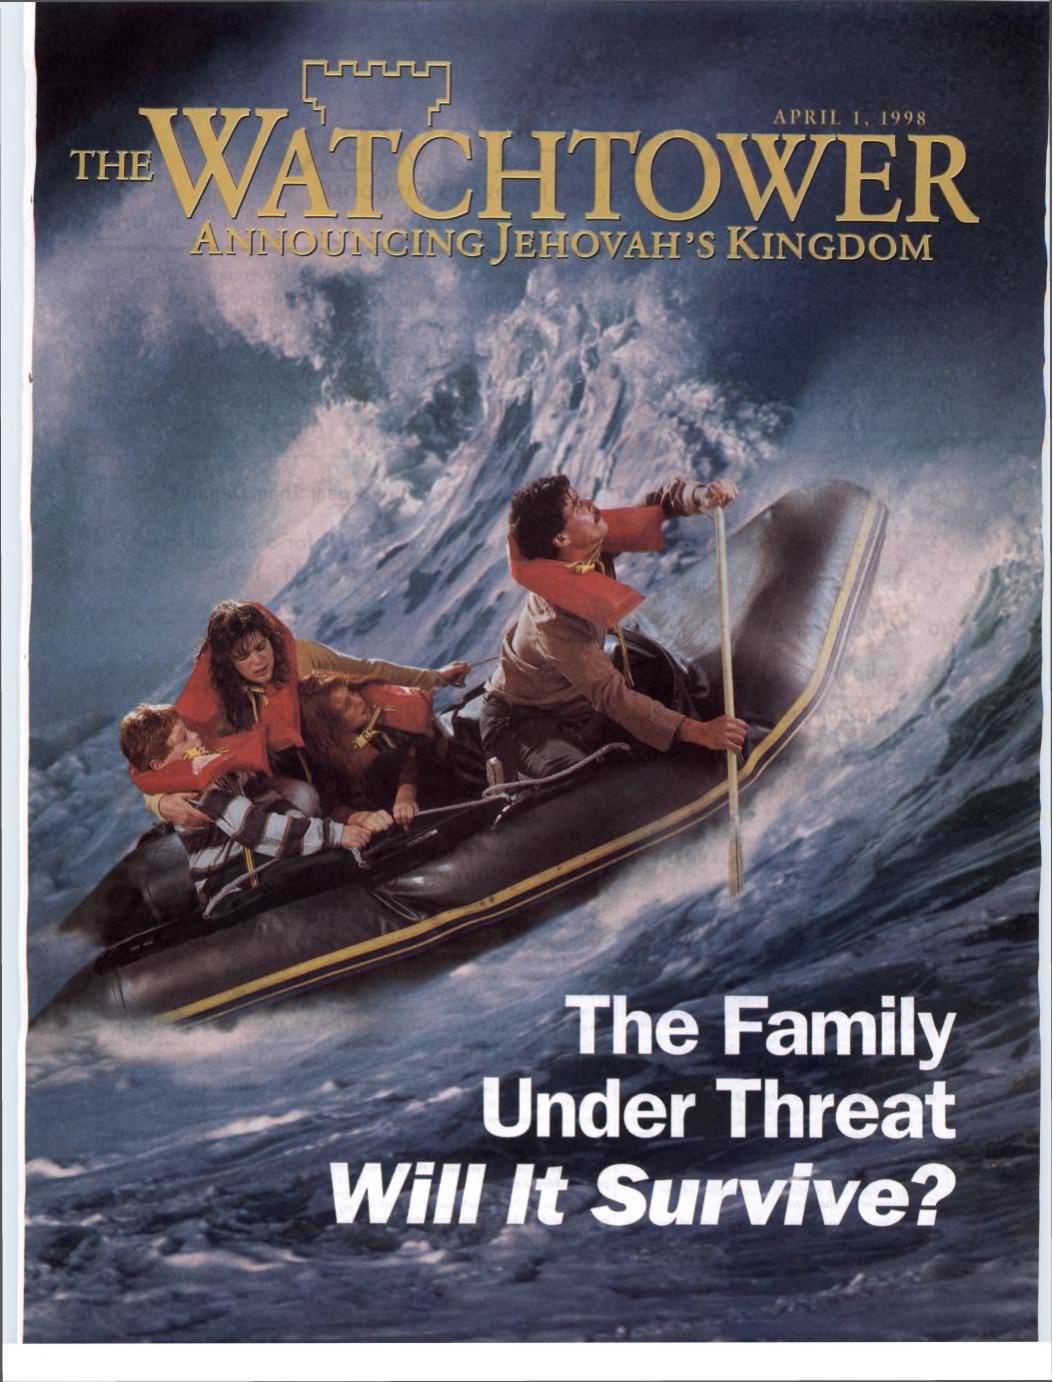 APRIL 1, 1998
THE WATCHTOWER
ANNOUNCING JEHOVAH'S KINGDOM
The Family
Under Threat
Will It Survive?